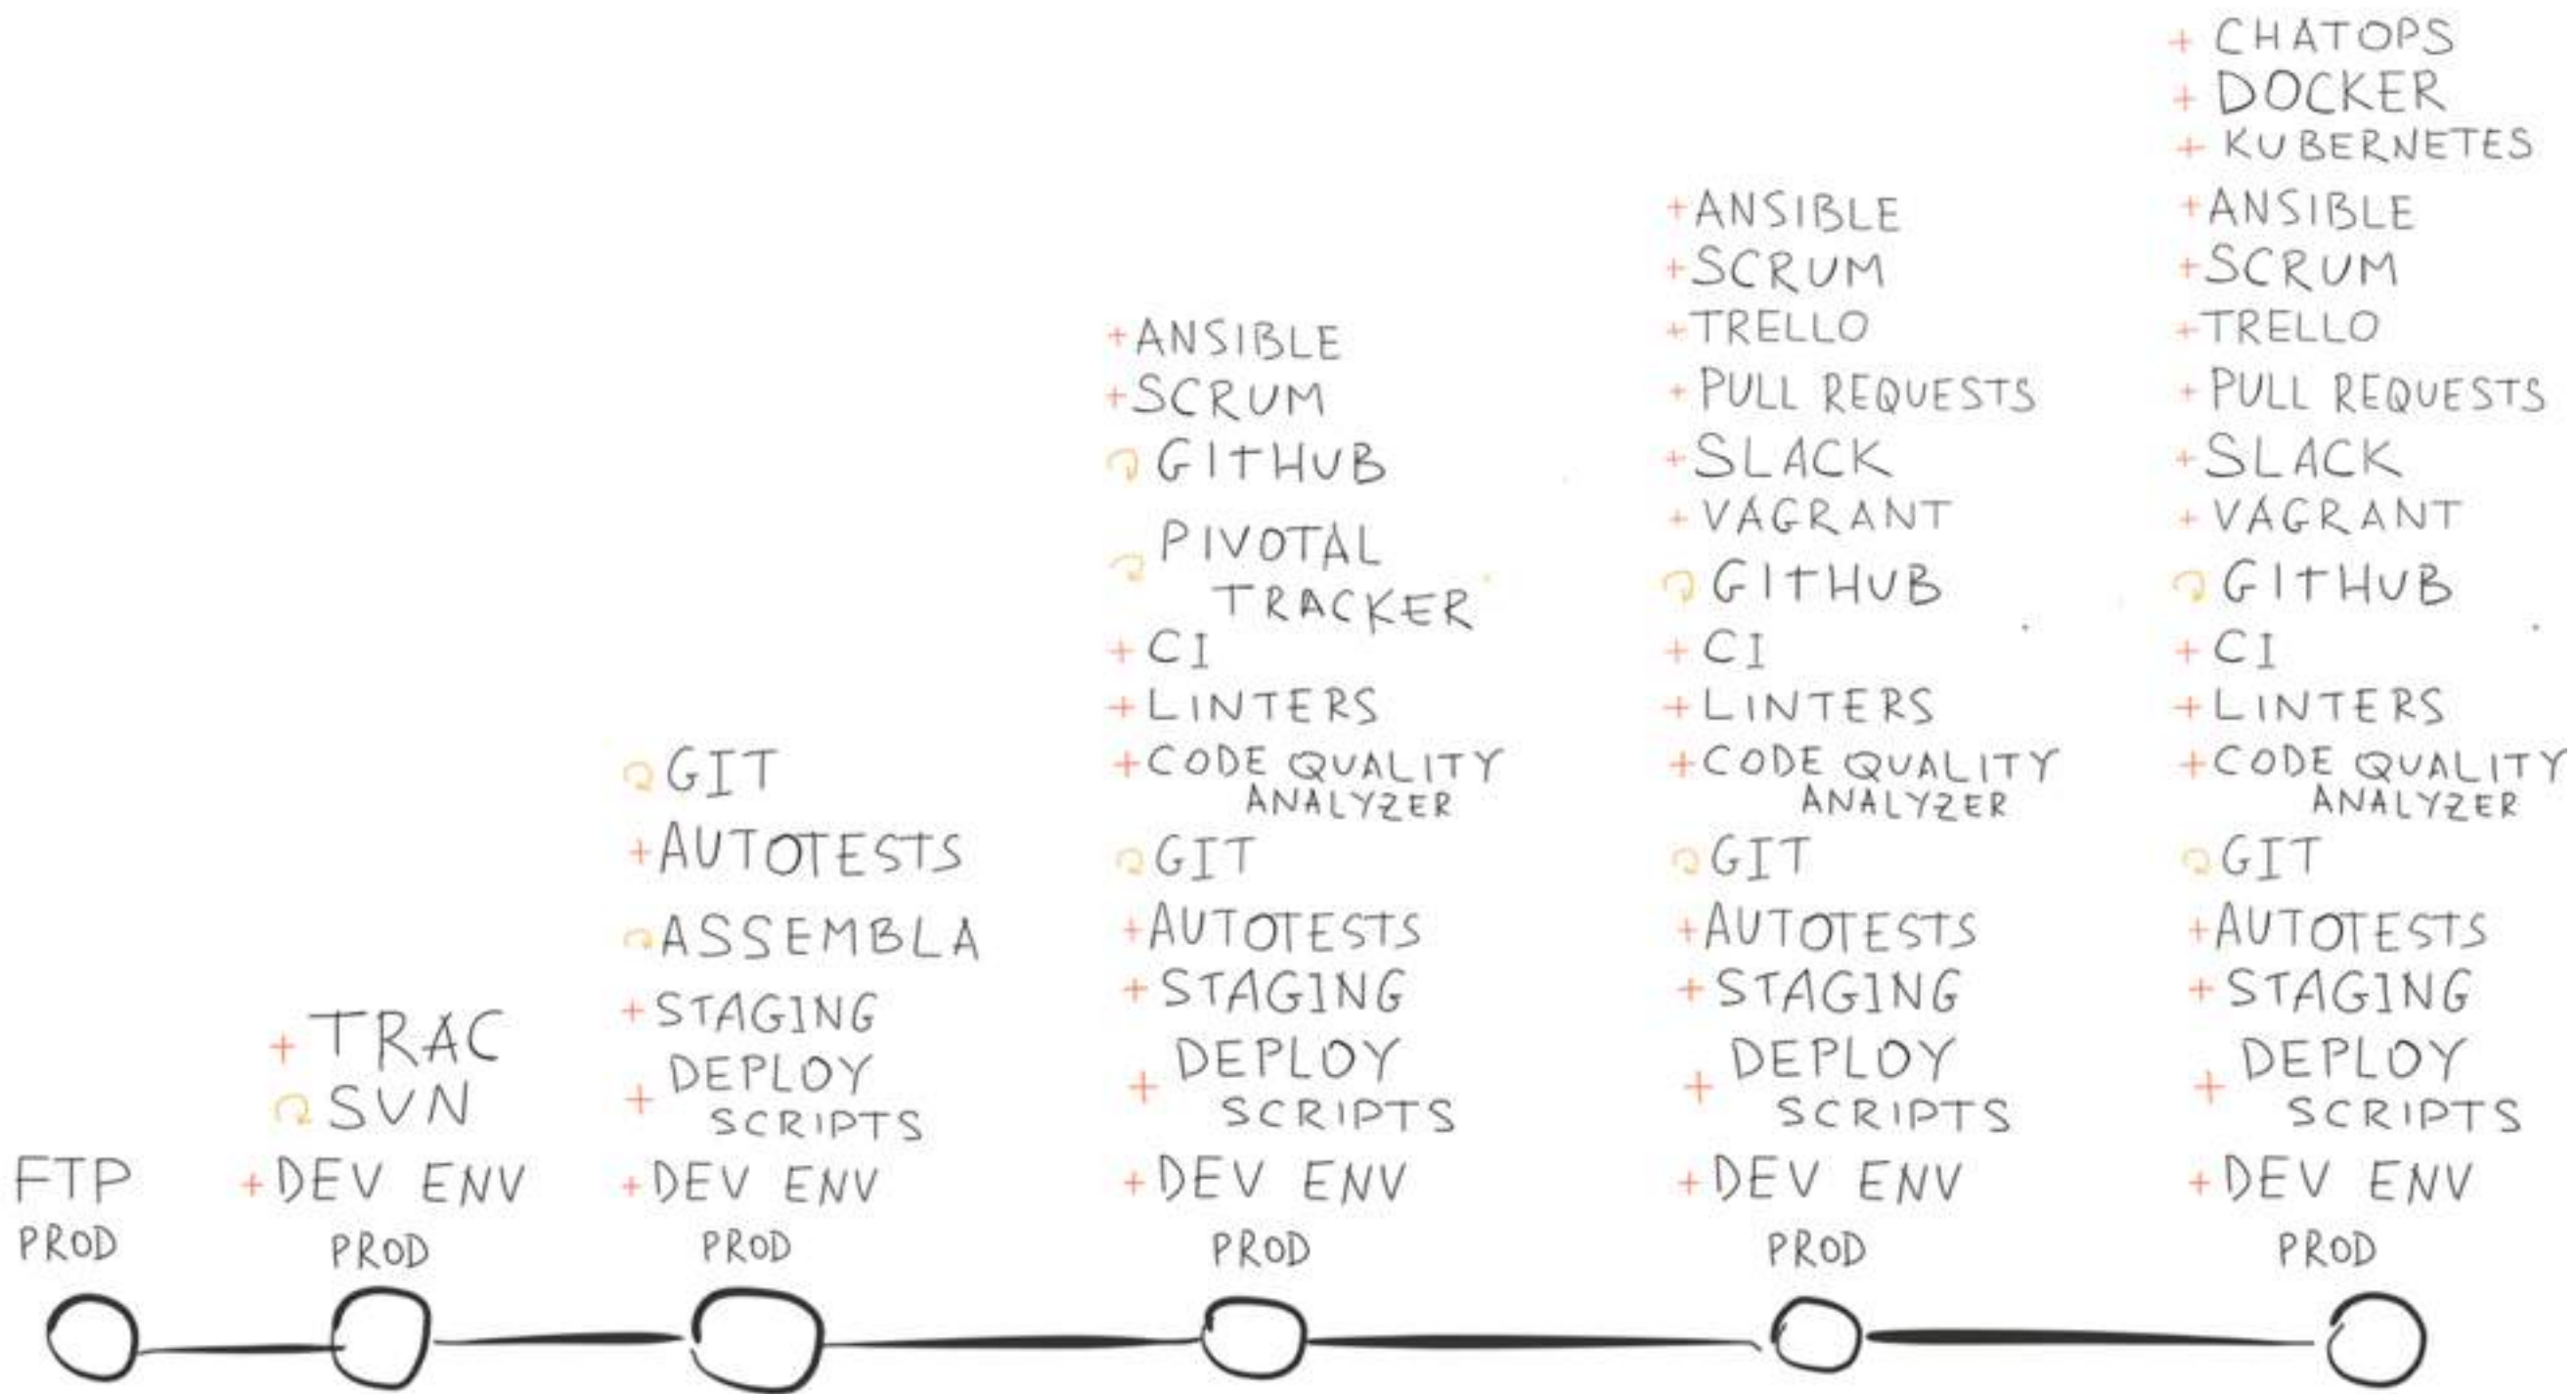 FTP
PROD
+ TRAC
SVN
+ DEV ENV
PROD
GIT
+ AUTOTESTS
ASSEMBLA
+ STAGING
+ DEPLOY
SCRIPTS
+ DEV ENV
PROD
+ ANSIBLE
+ SCRUM
GITHUB
PIVOTAL
TRACKER
+ CI
+ LINTERS
+ CODE QUALITY
ANALYZER
GIT
+ AUTOTESTS
+ STAGING
+ DEPLOY
SCRIPTS
+ DEV ENV
PROD
+ ANSIBLE
+ SCRUM
+ TRELLO
+ PULL REQUESTS
+ SLACK
+ VAGRANT
GITHUB
+ CI
+ LINTERS
+ CODE QUALITY
ANALYZER
GIT
+ AUTOTESTS
+ STAGING
+ DEPLOY
SCRIPTS
+ DEV ENV
PROD
+ CHATOPS
+ DOCKER
+ KUBERNETES
+ ANSIBLE
+ SCRUM
+ TRELLO
+ PULL REQUESTS
+ SLACK
+ VAGRANT
GITHUB
+ CI
+ LINTERS
+ CODE QUALITY
ANALYZER
GIT
+ AUTOTESTS
+ STAGING
+ DEPLOY
SCRIPTS
+ DEV ENV
PROD